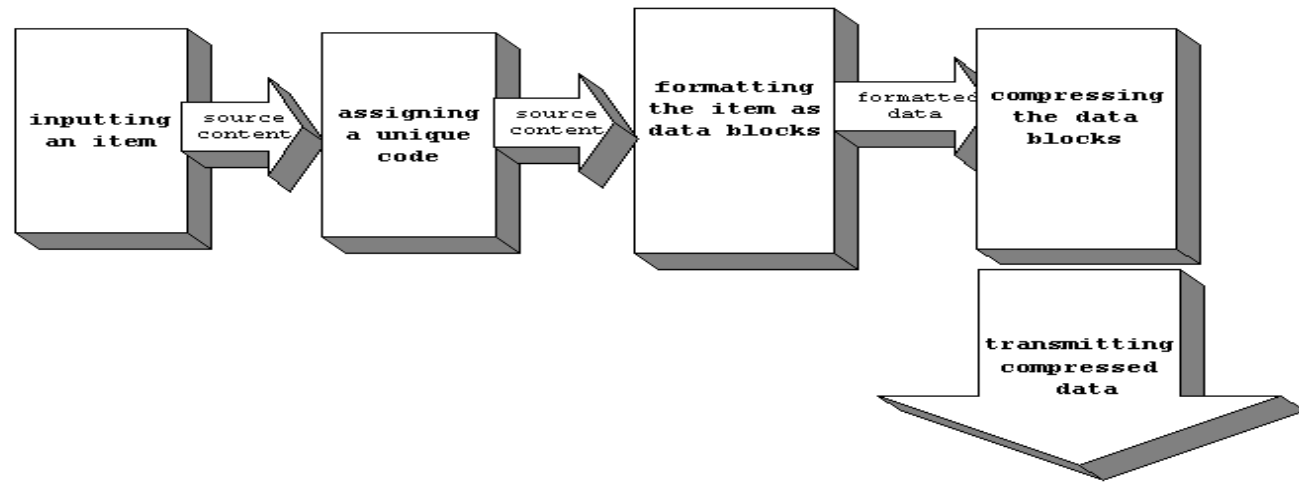 inputting
an item
source
content
assigning
a unique
code
source
content
formatting
the item as
data blocks
formatted
data
compressing
the data
blocks
transmitting
compressed
data